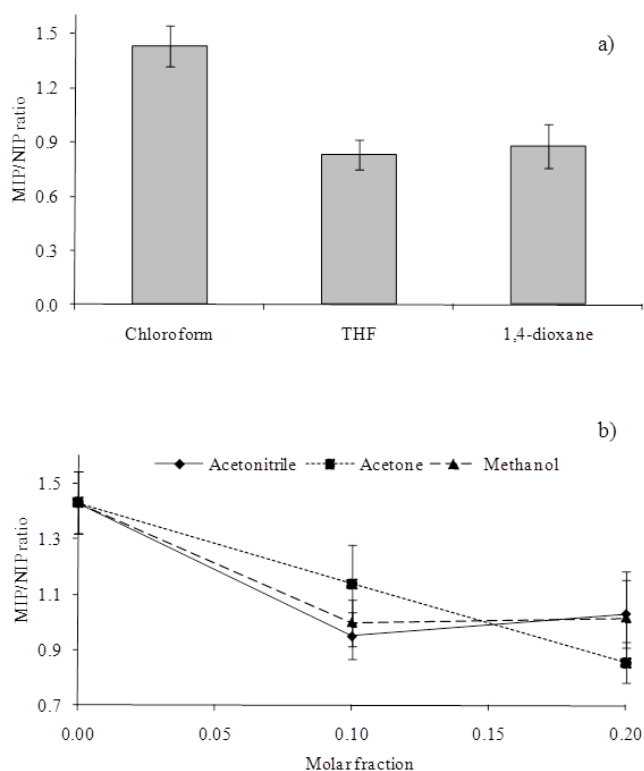 a)
1.5
1.2
0.9
0.6
0.3
0.0
MIP/NIP ratio
Chloroform THF 1,4-dioxane
b)
Acetonitrile Acetone Methanol
1.5
1.3
1.1
0.9
0.7
MIP/NIP ratio
0.00 0.05 0.10 0.15 0.20
Molar fraction